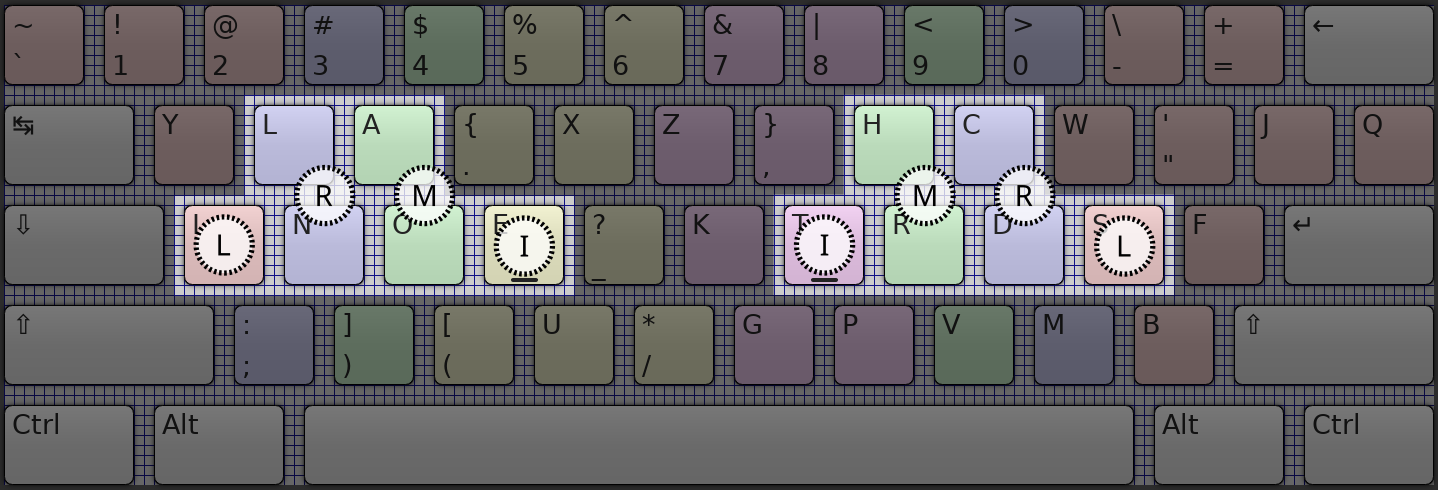 ~ ! @ # $ % ^ & | < > \ + ←
` 1 2 3 4 5 6 7 8 9 0 - =
↹ Y L A { X Z } H C W ' J Q
. , "
R M M R
⇩ I N O E ? K T R D S F ↵
L I I L
_
⇧ : ] [ U * G P V M B ⇧
; ) ( /
Ctrl Alt Alt Ctrl